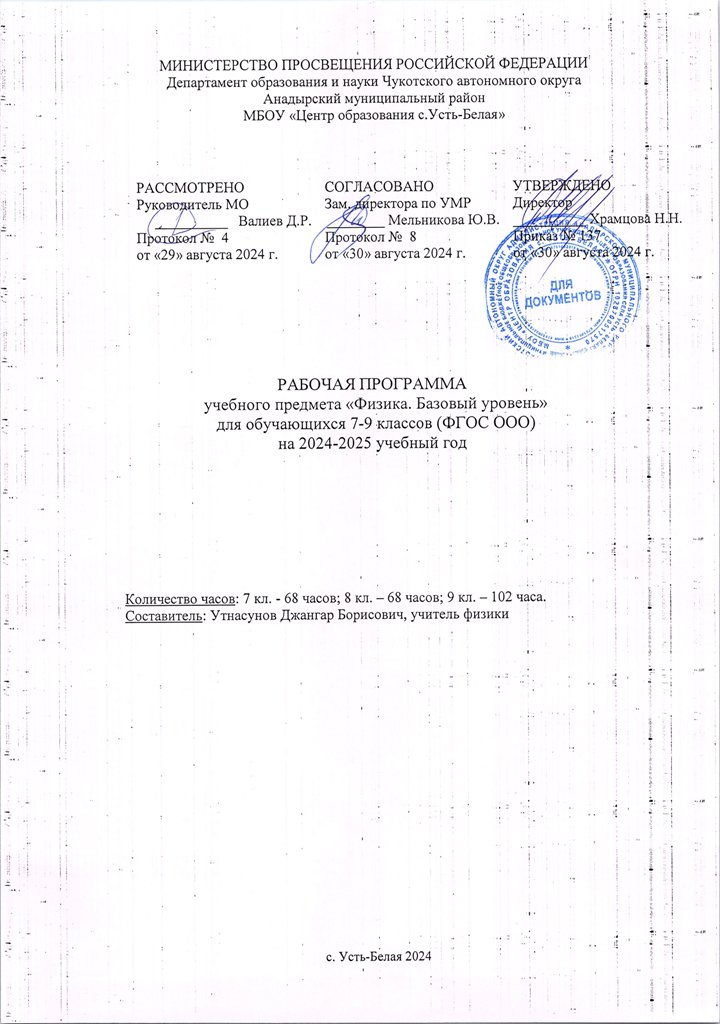 МИНИСТЕРСТВО ПРОСВЕЩЕНИЯ РОССИЙСКОЙ ФЕДЕРАЦИИ
Департамент образования и науки Чукотского автономного округа
Анадырский муниципальный район
МБОУ «Центр образования с.Усть-Белая»
РАССМОТРЕНО
Руководитель МО
Валиев Д.Р.
Протокол № 4
от «29» августа 2024 г.
СОГЛАСОВАНО
Зам. директора по УМР
Мельникова Ю.В.
Протокол № 8
от «30» августа 2024 г.
УТВЕРЖДЕНО
Директор
Храмцова Н.Н.
Приказ № 137
от «30» августа 2024 г.
ДЛЯ
ДОКУМЕНТОВ
РАБОЧАЯ ПРОГРАММА
учебного предмета «Физика. Базовый уровень»
для обучающихся 7-9 классов (ФГОС ООО)
на 2024-2025 учебный год
Количество часов: 7 кл. - 68 часов; 8 кл. – 68 часов; 9 кл. – 102 часа.
Составитель: Утнасунов Джангар Борисович, учитель физики
с. Усть-Белая 2024